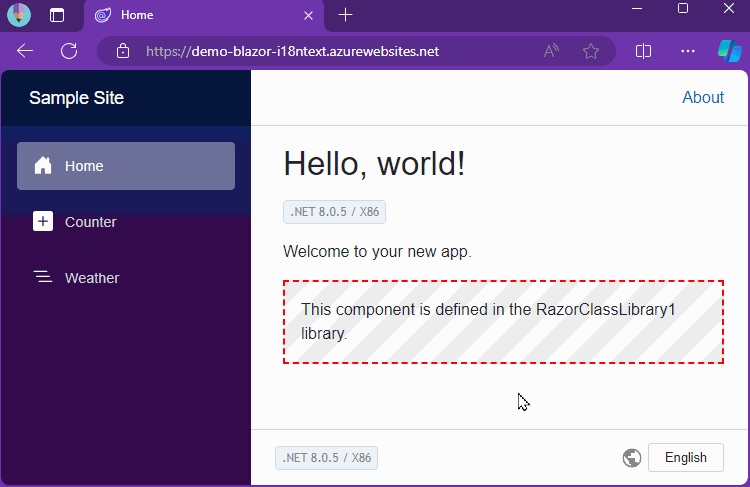 Home
https://demo-blazor-i18ntext.azurewebsites.net
Sample Site
About
Home
Counter
Weather
Hello, world!
.NET 8.0.5 / X86
Welcome to your new app.
This component is defined in the RazorClassLibrary1
library.
.NET 8.0.5 / X86
English